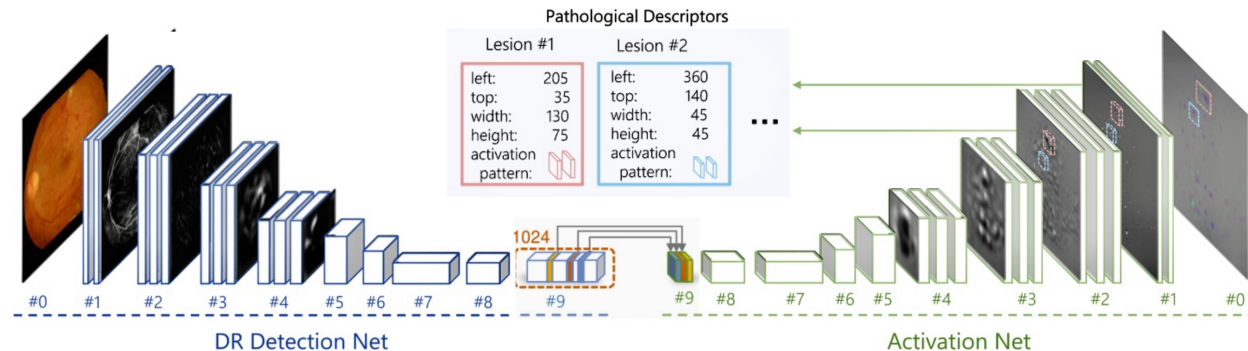 Pathological Descriptors
Lesion #1
left: 205
top: 35
width: 130
height: 75
activation
pattern:
Lesion #2
left: 360
top: 140
width: 45
height: 45
activation
pattern:
...
1024
#0 #1 #2 #3 #4 #5 #6 #7 #8 #9
#9 #8 #7 #6 #5 #4 #3 #2 #1 #0
DR Detection Net
Activation Net